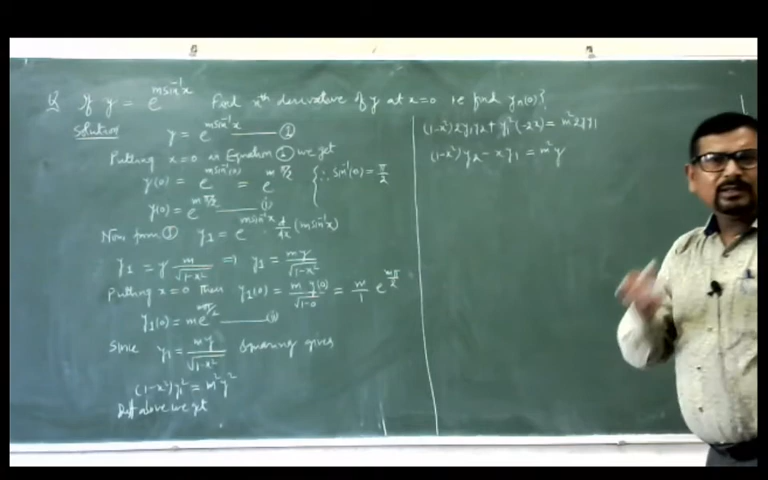 Q If y = e^{m sin⁻¹x} Find nth derivative of y at x=0 i.e find yₙ(0)}
Solution y = e^{m sin⁻¹x} —— ①
Putting x=0 in Equation ① we get
y(0) = e^{m sin⁻¹(0)} = e^{m π/2} {∴ sin⁻¹(0) = π/2
y(0) = e^{m π/2} —— (i)
Now from ① y₁ = e^{m sin⁻¹x} d/dx (m sin⁻¹x)
y₁ = y m/√(1-x²) ⇒ y₁ = my/√(1-x²)
Putting x=0 then y₁(0) = m y(0)/√(1-0) = m/1 e^{mπ/2}
y₁(0) = m e^{mπ/2} —— (ii)
Since y₁ = my/√(1-x²) Squaring gives
(1-x²)y₁² = m²y²
Diff above we get
(1-x²) 2y₁y₂ + y₁²(-2x) = m² 2yy₁
(1-x²) y₂ - xy₁ = m²y